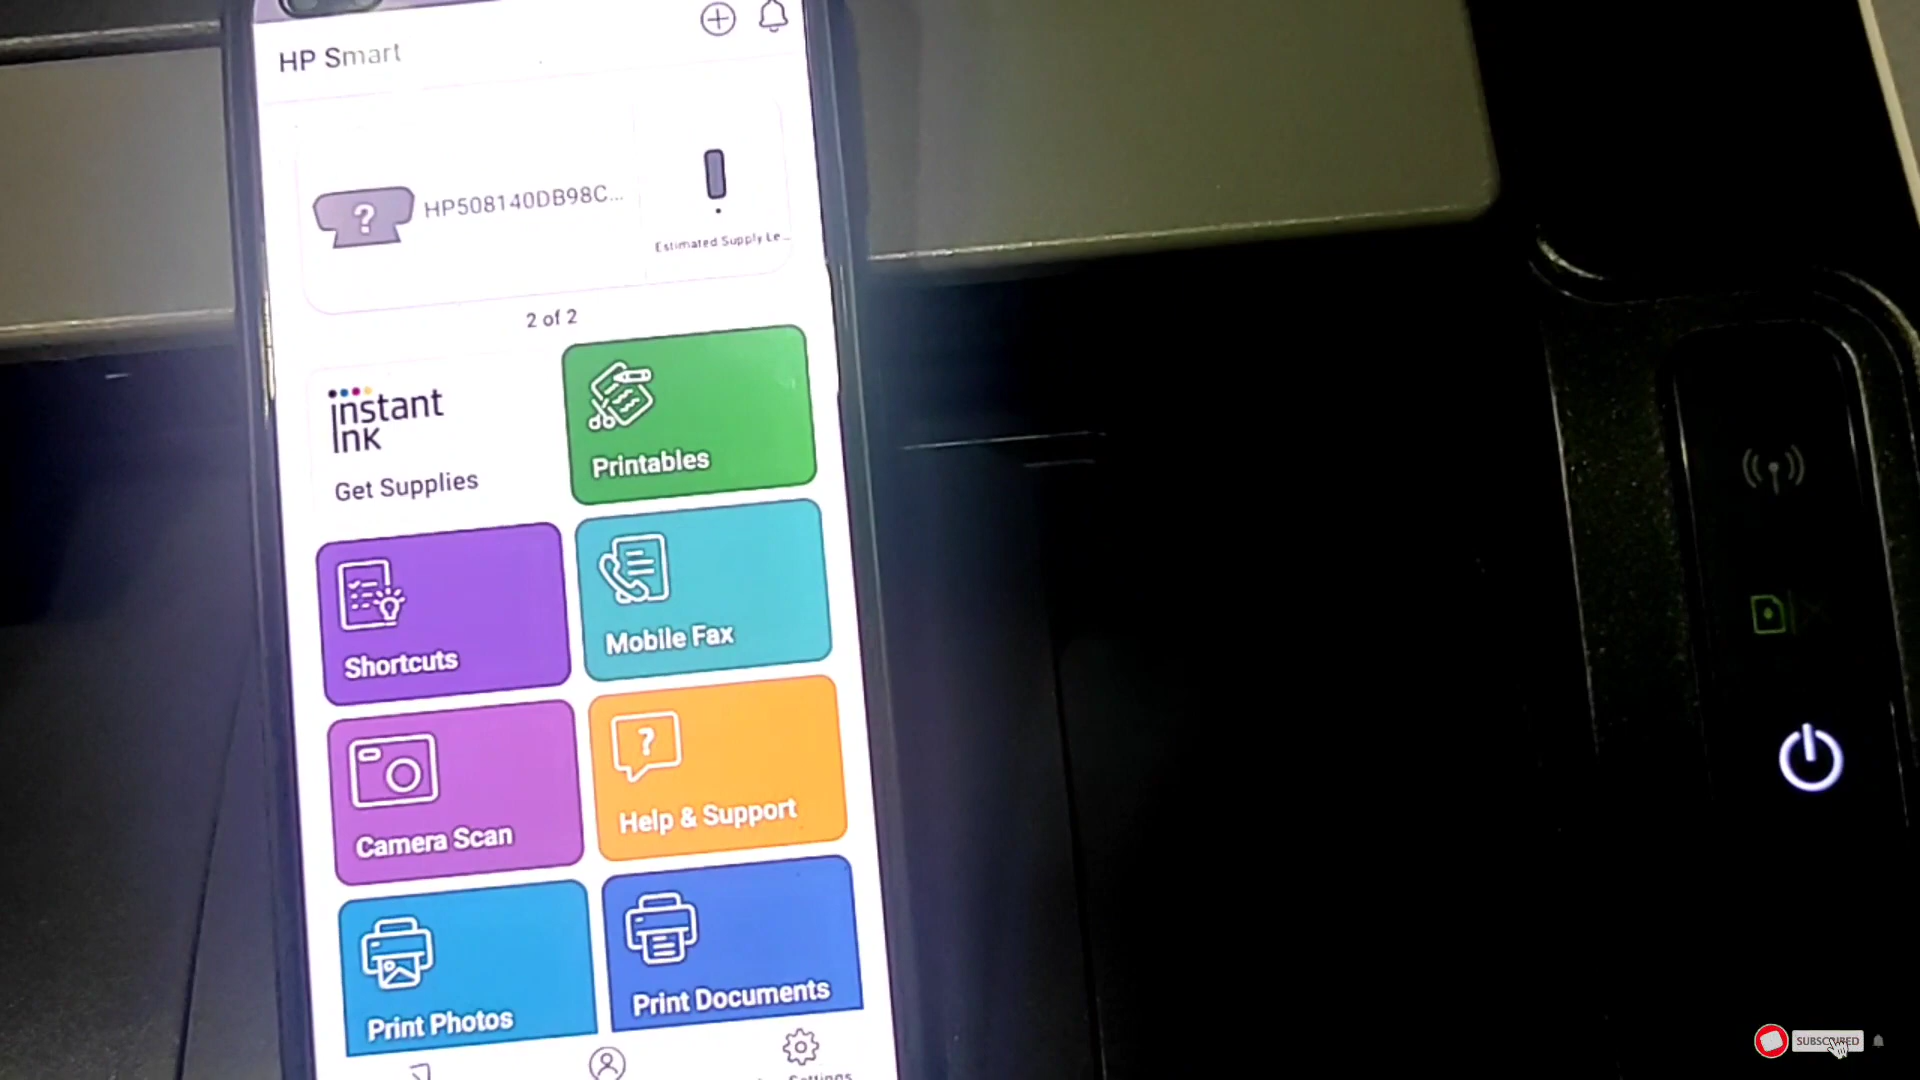 HP Smart
HP508140DB98C...
Estimated Supply Le...
2 of 2
instant
Ink
Get Supplies
Printables
Shortcuts
Mobile Fax
Camera Scan
Help & Support
Print Photos
Print Documents
Settings
SUBSCRIBED